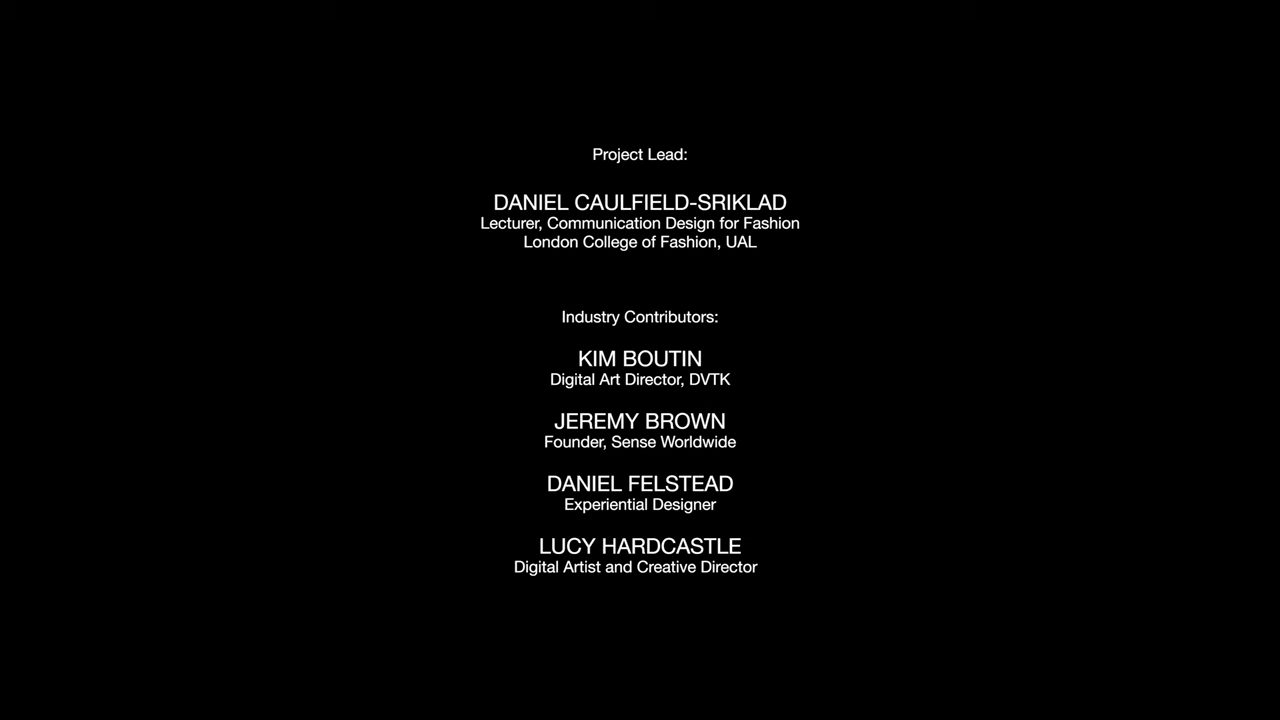 Project Lead:
DANIEL CAULFIELD-SRIKLAD
Lecturer, Communication Design for Fashion
London College of Fashion, UAL
Industry Contributors:
KIM BOUTIN
Digital Art Director, DVTK
JEREMY BROWN
Founder, Sense Worldwide
DANIEL FELSTEAD
Experiential Designer
LUCY HARDCASTLE
Digital Artist and Creative Director